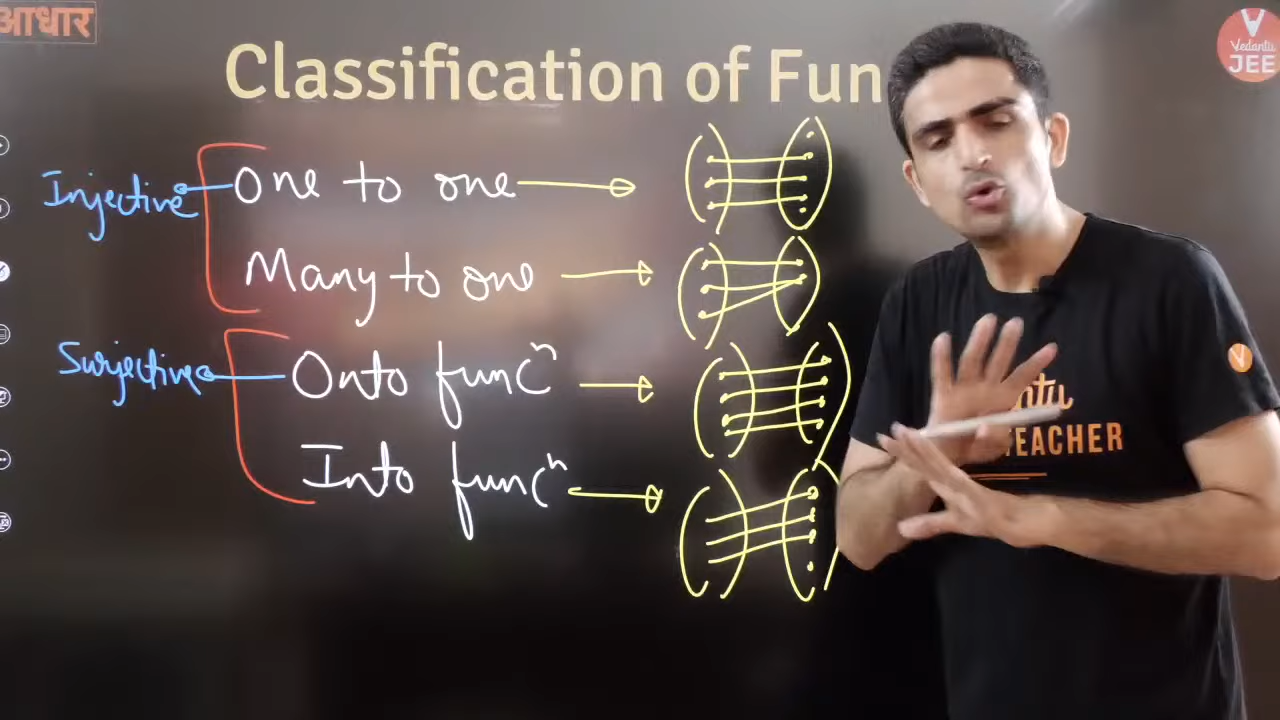 आधार
Vedantu
JEE
Classification of Fun
Injective
One to one
Many to one
Surjective
Onto funcⁿ
Into funcⁿ
ntu
TEACHER